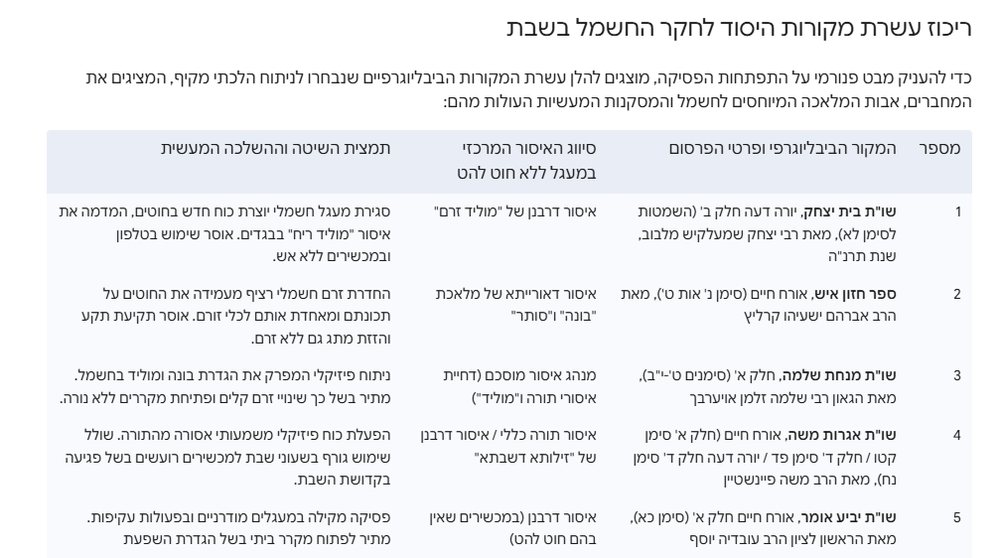 ריכוז עשרת מקורות היסוד לחקר החשמל בשבת
כדי להעניק מבט פנורמי על התפתחות הפסיקה, מוצגים להלן עשרת המקורות הביבליוגרפיים שנבחרו לניתוח הלכתי מקיף, המציגים את
המחברים, אבות המלאכה המיוחסים לחשמל והמסקנות המעשיות העולות מהם:
מספר
המקור הביבליוגרפי ופרטי הפרסום
סיווג האיסור המרכזי
במעגל ללא חוט להט
תמצית השיטה וההשלכה המעשית
1
שו"ת בית יצחק, יורה דעה חלק ב' (השמטות
לסימן לא), מאת רבי יצחק שמעלקיש מלבוב,
שנת תרנ"ה
איסור דרבנן של "מוליד זרם"
סגירת מעגל חשמלי יוצרת כוח חדש בחוטים, המדמה את
איסור "מוליד ריח" בבגדים. אוסר שימוש בטלפון
ובמכשירים ללא אש.
2
ספר חזון איש, אורח חיים (סימן נ' אות ט'), מאת
הרב אברהם ישעיהו קרליץ
איסור דאורייתא של מלאכת
"בונה" ו"סותר"
החדרת זרם חשמלי רציף מעמידה את החוטים על
תכונתם ומאחדת אותם לכלי זורם. אוסר תקיעת תקע
והזזת מתג גם ללא זרם.
3
שו"ת מנחת שלמה, חלק א' (סימנים ט'-י"ב),
מאת הגאון רבי שלמה זלמן אויערבך
מנהג איסור מוסכם (דחיית
איסורי תורה ו"מוליד")
ניתוח פיזיקלי המפרק את הגדרת בונה ומוליד בחשמל.
מתיר בשל כך שינויי זרם קלים ופתיחת מקררים ללא נורה.
4
שו"ת אגרות משה, אורח חיים (חלק א' סימן
קטו / חלק ד' סימן פד / יורה דעה חלק ד' סימן
נח), מאת הרב משה פיינשטיין
איסור תורה כללי / איסור דרבנן
של "זילותא דשבתא"
הפעלת כוח פיזיקלי משמעותי אסורה מהתורה. שולל
שימוש גורף בשעוני שבת למכשירים רועשים בשל פגיעה
בקדושת השבת.
5
שו"ת יביע אומר, אורח חיים חלק א' (סימן כא),
מאת הראשון לציון הרב עובדיה יוסף
איסור דרבנן (במכשירים שאין
בהם חוט להט)
פסיקה מקילה במעגלים מודרניים ובפעולות עקיפות.
מתיר לפתוח מקרר ביתי בשל הגדרת השפעת